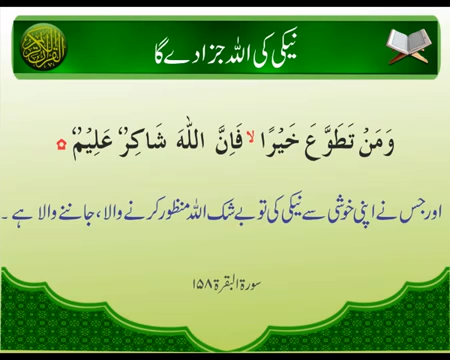 نیکی کی اللہ جزا دے گا
وَمَنْ تَطَوَّعَ خَيْرًا ۙ فَاِنَّ اللّٰهَ شَاكِرٌ عَلِيْمٌ
اور جس نے اپنی خوشی سے نیکی کی تو بے شک اللہ منظور کرنے والا، جاننے والا ہے۔
سورۃ البقرۃ ۱۵۸